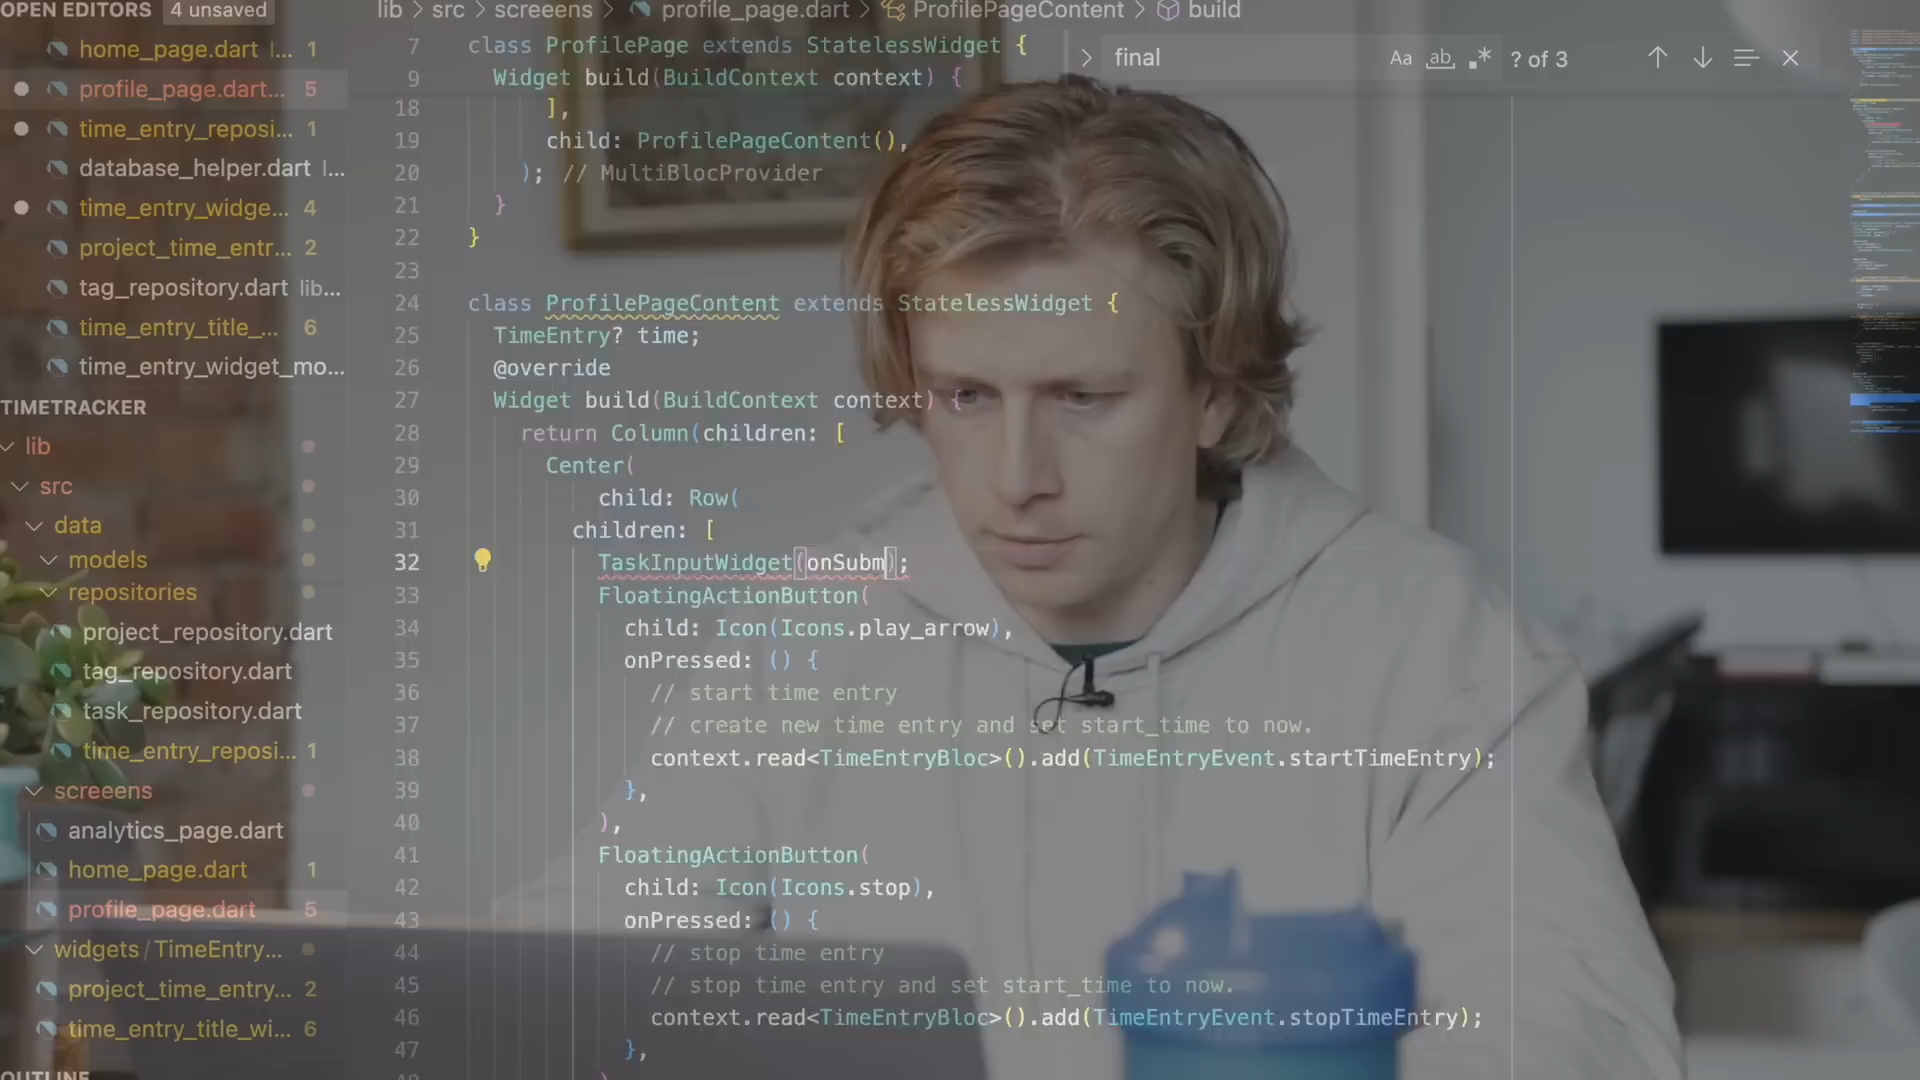 OPEN EDITORS 4 unsaved
home_page.dart l... 1
profile_page.dart... 5
time_entry_reposi... 1
database_helper.dart l...
time_entry_widge... 4
project_time_entr... 2
tag_repository.dart lib...
time_entry_title_... 6
time_entry_widget_mo...
TIMETRACKER
lib
src
data
models
repositories
project_repository.dart
tag_repository.dart
task_repository.dart
time_entry_reposi... 1
screeens
analytics_page.dart
home_page.dart 1
profile_page.dart 5
widgets / TimeEntry...
project_time_entry... 2
time_entry_title_wi... 6
OUTLINE
lib > src > screeens > profile_page.dart > ProfilePageContent > build
final Aa ab .* ? of 3
7 class ProfilePage extends StatelessWidget {
9 Widget build(BuildContext context) {
18 ],
19 child: ProfilePageContent(),
20 ); // MultiBlocProvider
21 }
22 }
23
24 class ProfilePageContent extends StatelessWidget {
25 TimeEntry? time;
26 @override
27 Widget build(BuildContext context) {
28 return Column(children: [
29 Center(
30 child: Row(
31 children: [
32 TaskInputWidget(onSubm);
33 FloatingActionButton(
34 child: Icon(Icons.play_arrow),
35 onPressed: () {
36 // start time entry
37 // create new time entry and set start_time to now.
38 context.read<TimeEntryBloc>().add(TimeEntryEvent.startTimeEntry);
39 },
40 ),
41 FloatingActionButton(
42 child: Icon(Icons.stop),
43 onPressed: () {
44 // stop time entry
45 // stop time entry and set start_time to now.
46 context.read<TimeEntryBloc>().add(TimeEntryEvent.stopTimeEntry);
47 },